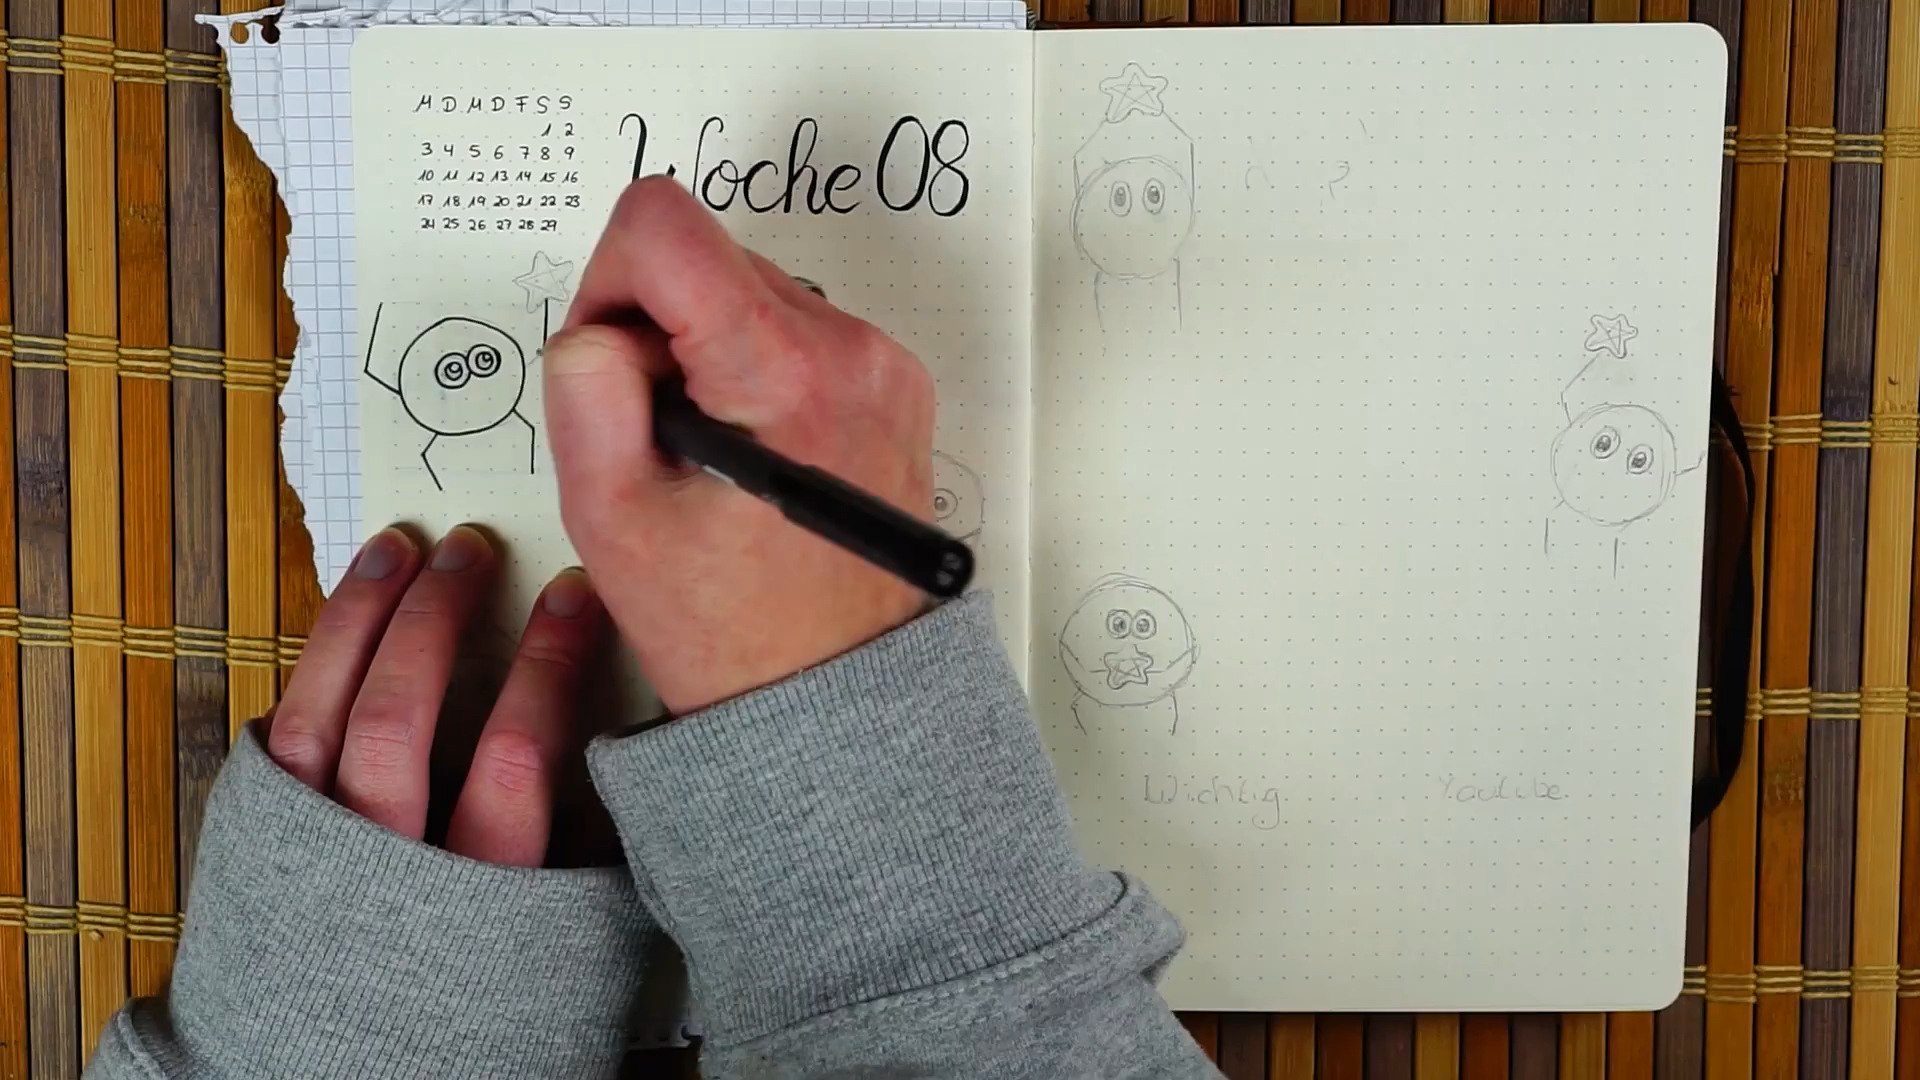 M D M D F S S
1 2
3 4 5 6 7 8 9
10 11 12 13 14 15 16
17 18 19 20 21 22 23
24 25 26 27 28 29
Woche 08
Wichtig
Youtube